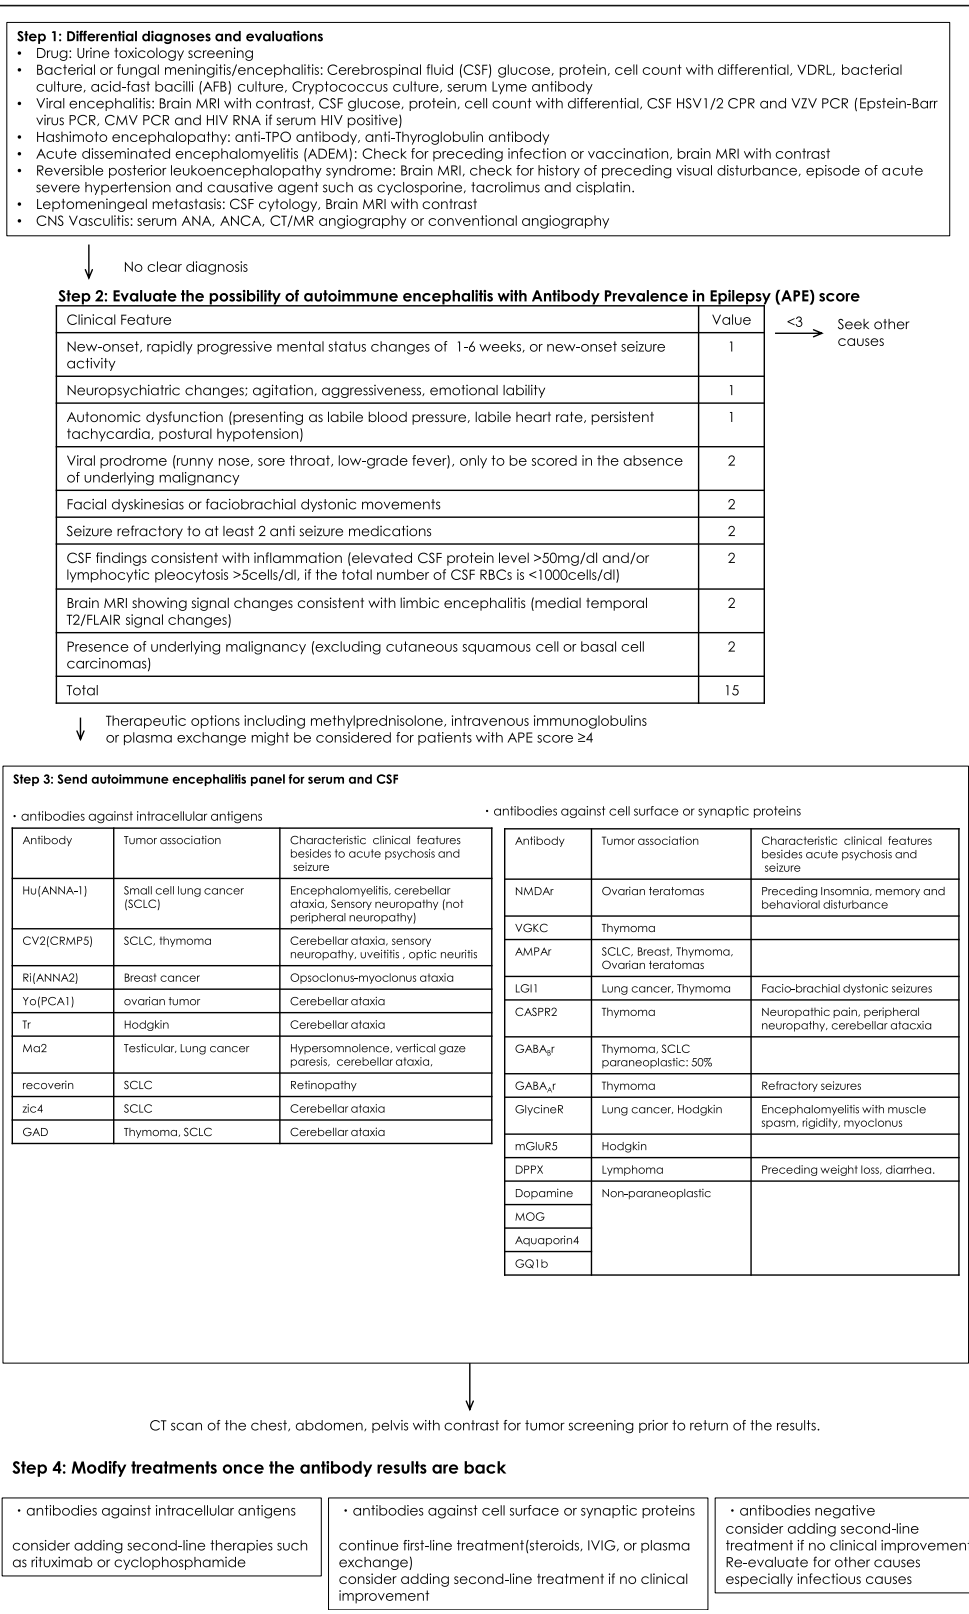 Step 1: Differential diagnoses and evaluations
• Drug: Urine toxicology screening
• Bacterial or fungal meningitis/encephalitis: Cerebrospinal fluid (CSF) glucose, protein, cell count with differential, VDRL, bacterial
culture, acid-fast bacilli (AFB) culture, Cryptococcus culture, serum Lyme antibody
• Viral encephalitis: Brain MRI with contrast, CSF glucose, protein, cell count with differential, CSF HSV1/2 CPR and VZV PCR (Epstein-Barr
virus PCR, CMV PCR and HIV RNA if serum HIV positive)
• Hashimoto encephalopathy: anti-TPO antibody, anti-Thyroglobulin antibody
• Acute disseminated encephalomyelitis (ADEM): Check for preceding infection or vaccination, brain MRI with contrast
• Reversible posterior leukoencephalopathy syndrome: Brain MRI, check for history of preceding visual disturbance, episode of acute
severe hypertension and causative agent such as cyclosporine, tacrolimus and cisplatin.
• Leptomeningeal metastasis: CSF cytology, Brain MRI with contrast
• CNS Vasculitis: serum ANA, ANCA, CT/MR angiography or conventional angiography
No clear diagnosis
Step 2: Evaluate the possibility of autoimmune encephalitis with Antibody Prevalence in Epilepsy (APE) score
Clinical Feature Value
<3 Seek other
causes
New-onset, rapidly progressive mental status changes of 1-6 weeks, or new-onset seizure
activity
1
Neuropsychiatric changes; agitation, aggressiveness, emotional lability 1
Autonomic dysfunction (presenting as labile blood pressure, labile heart rate, persistent
tachycardia, postural hypotension)
1
Viral prodrome (runny nose, sore throat, low-grade fever), only to be scored in the absence
of underlying malignancy
2
Facial dyskinesias or faciobrachial dystonic movements 2
Seizure refractory to at least 2 anti seizure medications 2
CSF findings consistent with inflammation (elevated CSF protein level >50mg/dl and/or
lymphocytic pleocytosis >5cells/dl, if the total number of CSF RBCs is <1000cells/dl)
2
Brain MRI showing signal changes consistent with limbic encephalitis (medial temporal
T2/FLAIR signal changes)
2
Presence of underlying malignancy (excluding cutaneous squamous cell or basal cell
carcinomas)
2
Total 15
Therapeutic options including methylprednisolone, intravenous immunoglobulins
or plasma exchange might be considered for patients with APE score ≥4
Step 3: Send autoimmune encephalitis panel for serum and CSF
・antibodies against intracellular antigens
Antibody Tumor association Characteristic clinical features
besides to acute psychosis and
seizure
Hu(ANNA-1) Small cell lung cancer
(SCLC)
Encephalomyelitis, cerebellar
ataxia, Sensory neuropathy (not
peripheral neuropathy)
CV2(CRMP5) SCLC, thymoma Cerebellar ataxia, sensory
neuropathy, uveititis , optic neuritis
Ri(ANNA2) Breast cancer Opsoclonus-myoclonus ataxia
Yo(PCA1) ovarian tumor Cerebellar ataxia
Tr Hodgkin Cerebellar ataxia
Ma2 Testicular, Lung cancer Hypersomnolence, vertical gaze
paresis, cerebellar ataxia,
recoverin SCLC Retinopathy
zic4 SCLC Cerebellar ataxia
GAD Thymoma, SCLC Cerebellar ataxia
・antibodies against cell surface or synaptic proteins
Antibody Tumor association Characteristic clinical features
besides acute psychosis and
seizure
NMDAr Ovarian teratomas Preceding Insomnia, memory and
behavioral disturbance
VGKC Thymoma
AMPAr SCLC, Breast, Thymoma,
Ovarian teratomas
LGI1 Lung cancer, Thymoma Facio-brachial dystonic seizures
CASPR2 Thymoma Neuropathic pain, peripheral
neuropathy, cerebellar atacxia
GABABr Thymoma, SCLC
paraneoplastic: 50%
GABAAr Thymoma Refractory seizures
GlycineR Lung cancer, Hodgkin Encephalomyelitis with muscle
spasm, rigidity, myoclonus
mGluR5 Hodgkin
DPPX Lymphoma Preceding weight loss, diarrhea.
Dopamine Non-paraneoplastic
MOG
Aquaporin4
GQ1b
CT scan of the chest, abdomen, pelvis with contrast for tumor screening prior to return of the results.
Step 4: Modify treatments once the antibody results are back
・antibodies against intracellular antigens
consider adding second-line therapies such
as rituximab or cyclophosphamide
・antibodies against cell surface or synaptic proteins
continue first-line treatment(steroids, IVIG, or plasma
exchange)
consider adding second-line treatment if no clinical
improvement
・antibodies negative
consider adding second-line
treatment if no clinical improvement
Re-evaluate for other causes
especially infectious causes